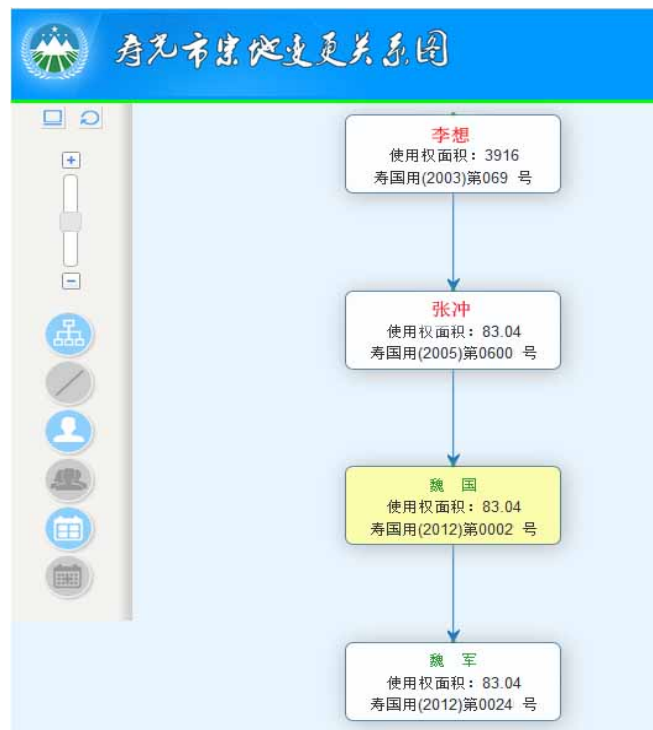 寿光市宗地变更关系图
李想
使用权面积：3916
寿国用(2003)第069 号
张冲
使用权面积：83.04
寿国用(2005)第0600 号
魏 国
使用权面积：83.04
寿国用(2012)第0002 号
魏 军
使用权面积：83.04
寿国用(2012)第0024 号